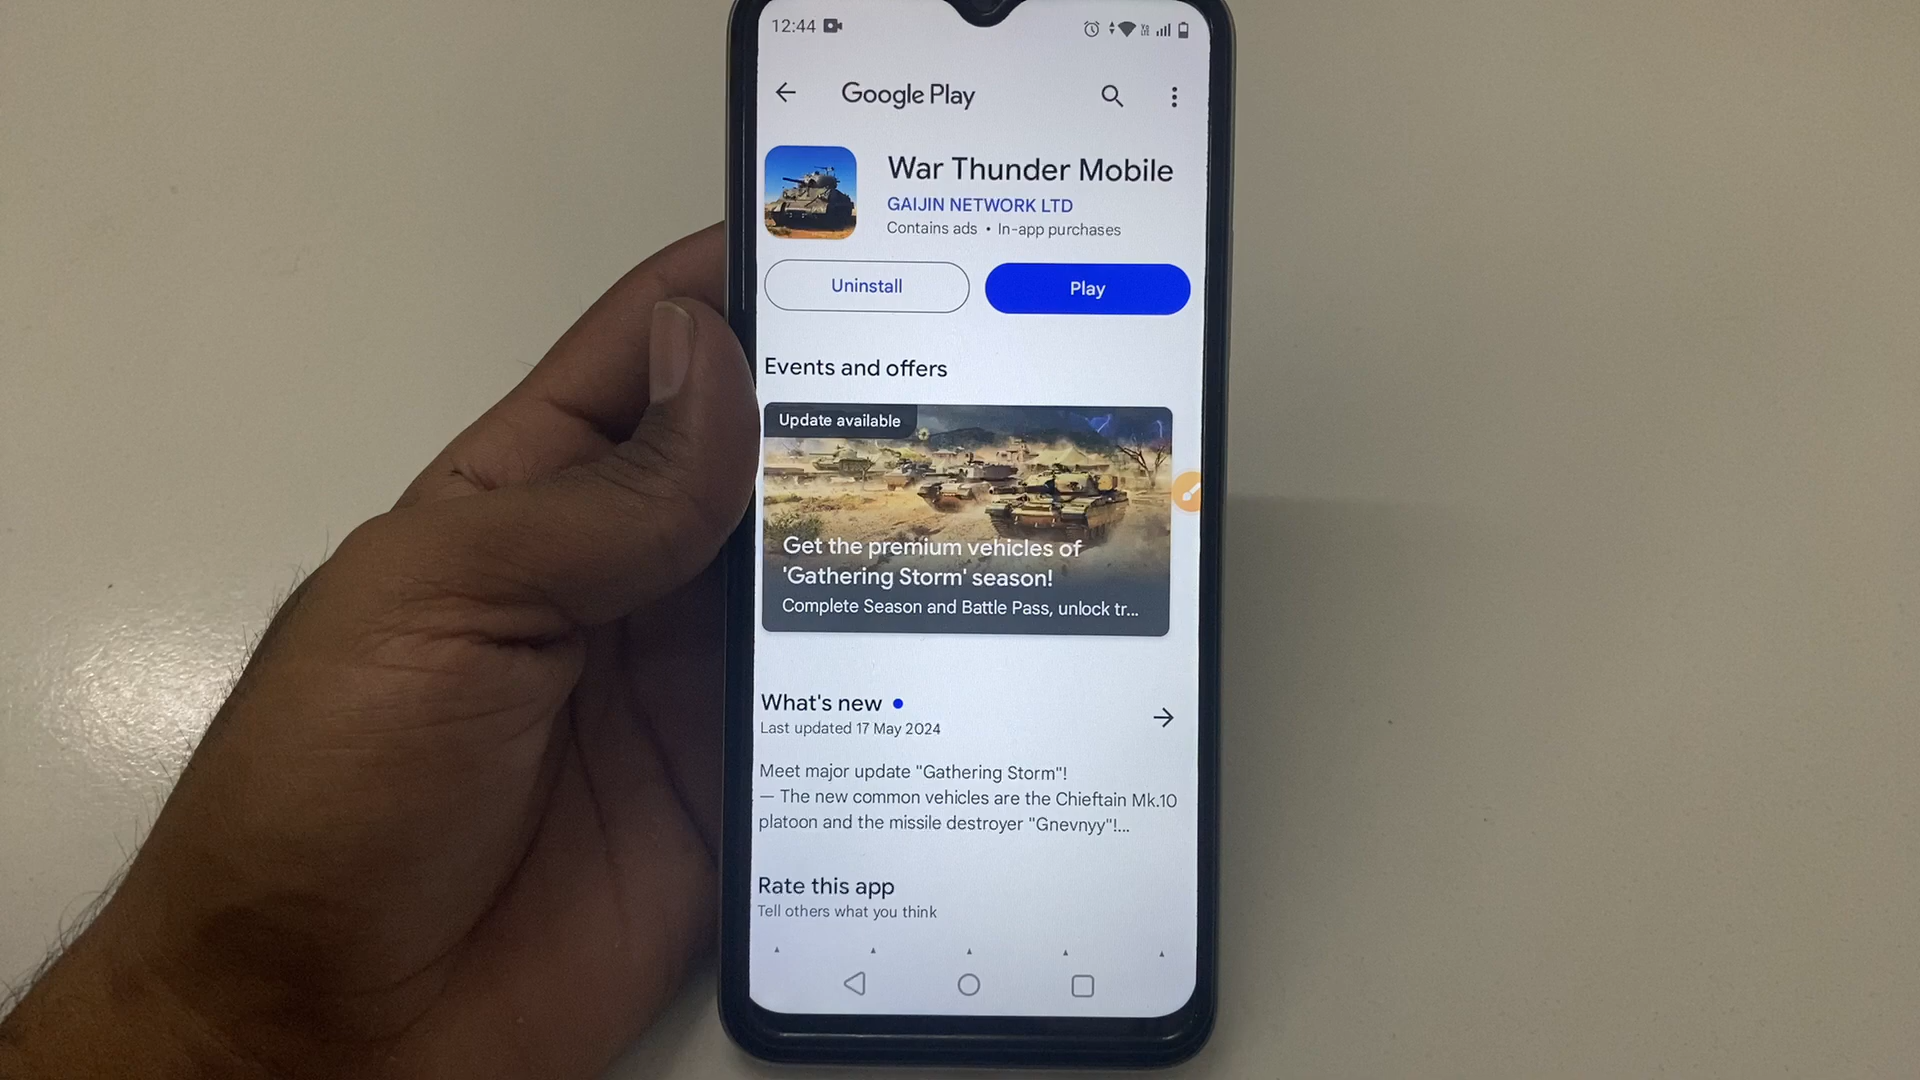 12:44
Google Play
War Thunder Mobile
GAIJIN NETWORK LTD
Contains ads • In-app purchases
Uninstall
Play
Events and offers
Update available
Get the premium vehicles of
'Gathering Storm' season!
Complete Season and Battle Pass, unlock tr...
What's new
Last updated 17 May 2024
Meet major update "Gathering Storm"!
— The new common vehicles are the Chieftain Mk.10
platoon and the missile destroyer "Gnevnyy"!...
Rate this app
Tell others what you think